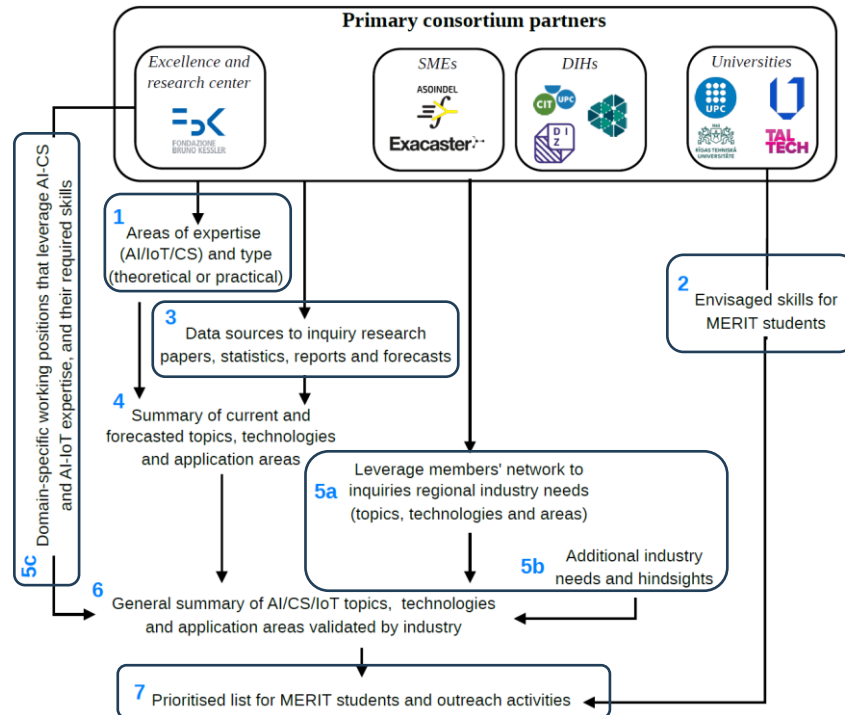 Primary consortium partners
Excellence and
research center
FBK
FONDAZIONE
BRUNO KESSLER
SMEs
ASOINDEL
Exacaster
DIHs
CIT
UPC
D I
Z
Universities
UPC
RĪGAS TEHNISKĀ
UNIVERSITĀTE
TAL
TECH
5c
Domain-specific working positions that leverage AI-CS
and AI-IoT expertise, and their required skills
1
Areas of expertise
(AI/IoT/CS) and type
(theoretical or practical)
2
Envisaged skills for
MERIT students
3
Data sources to inquiry research
papers, statistics, reports and forecasts
4
Summary of current and
forecasted topics, technologies
and application areas
5a
Leverage members' network to
inquiries regional industry needs
(topics, technologies and areas)
5b
Additional industry
needs and hindsights
6
General summary of AI/CS/IoT topics, technologies
and application areas validated by industry
7
Prioritised list for MERIT students and outreach activities